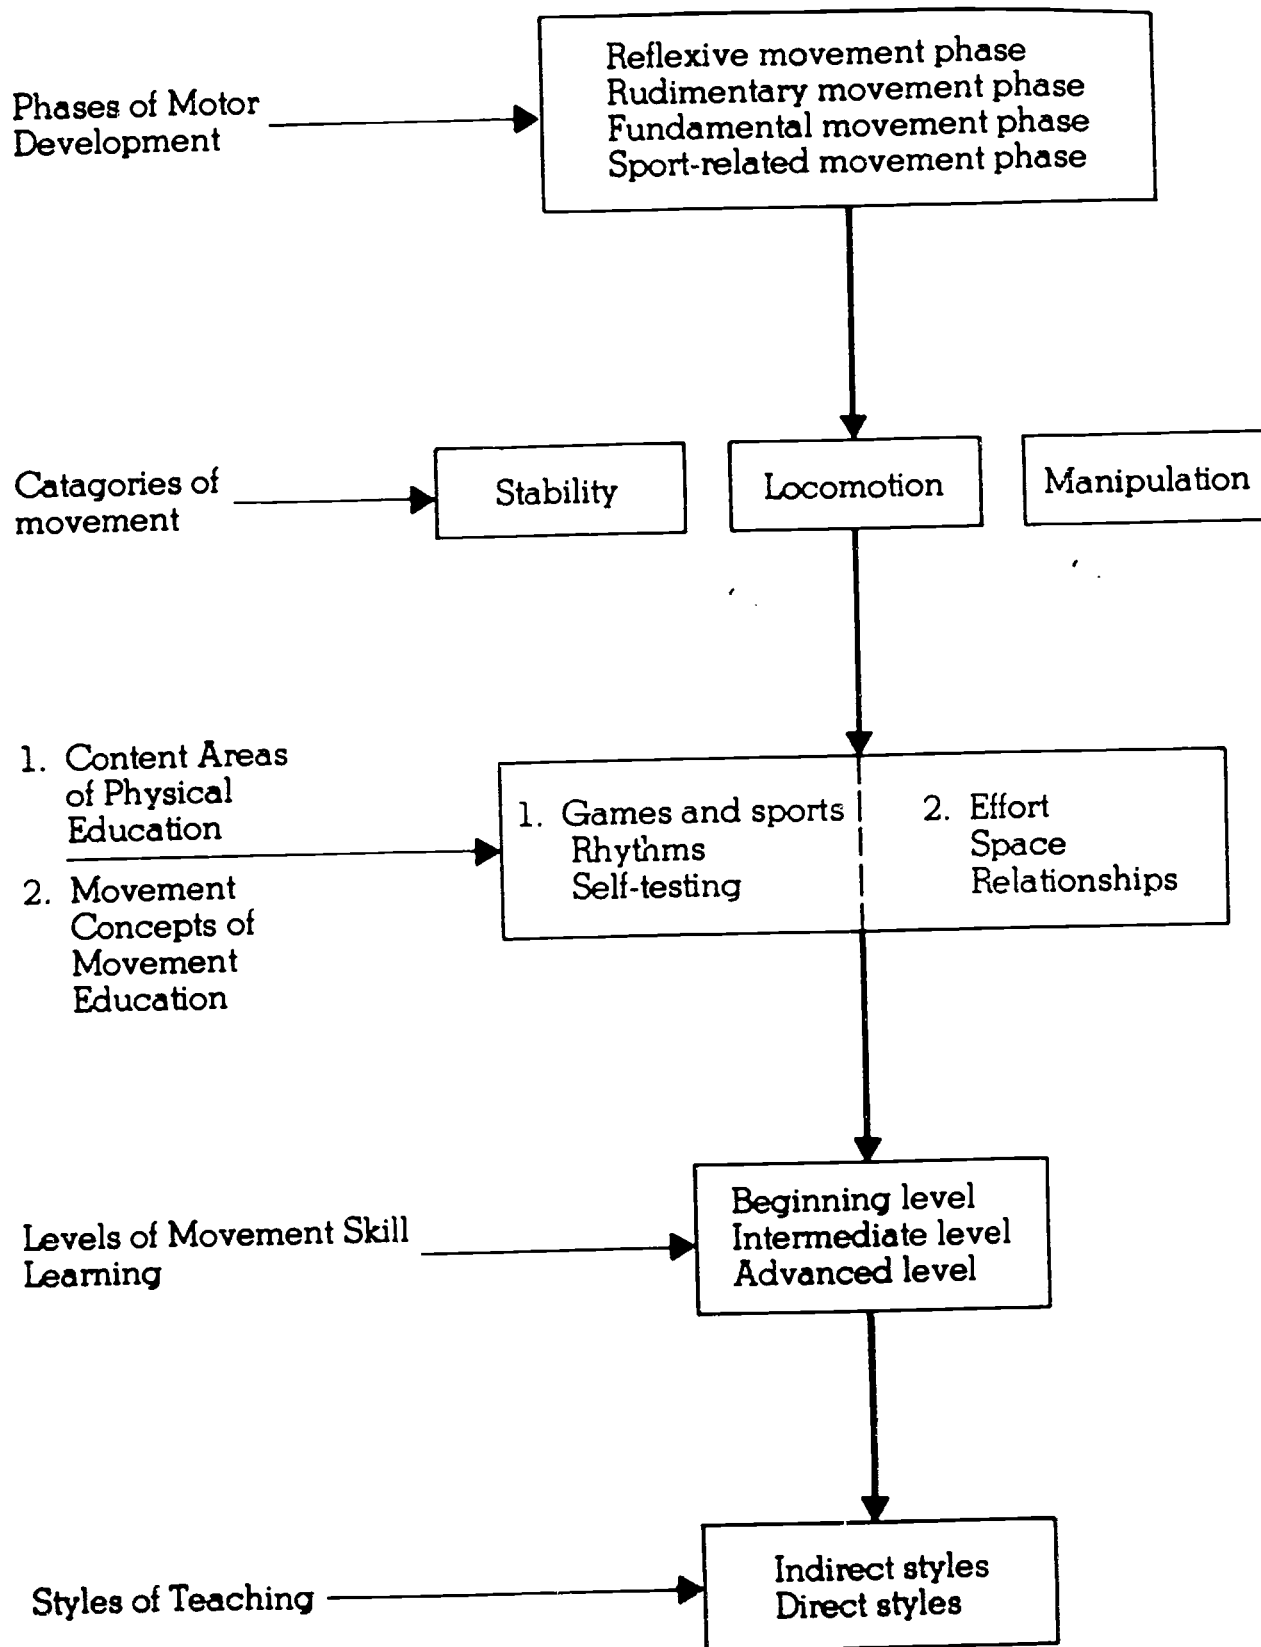 Phases of Motor
Development
Reflexive movement phase
Rudimentary movement phase
Fundamental movement phase
Sport-related movement phase
Catagories of
movement
Stability
Locomotion
Manipulation
1. Content Areas
of Physical
Education
2. Movement
Concepts of
Movement
Education
1. Games and sports
Rhythms
Self-testing
2. Effort
Space
Relationships
Levels of Movement Skill
Learning
Beginning level
Intermediate level
Advanced level
Styles of Teaching
Indirect styles
Direct styles